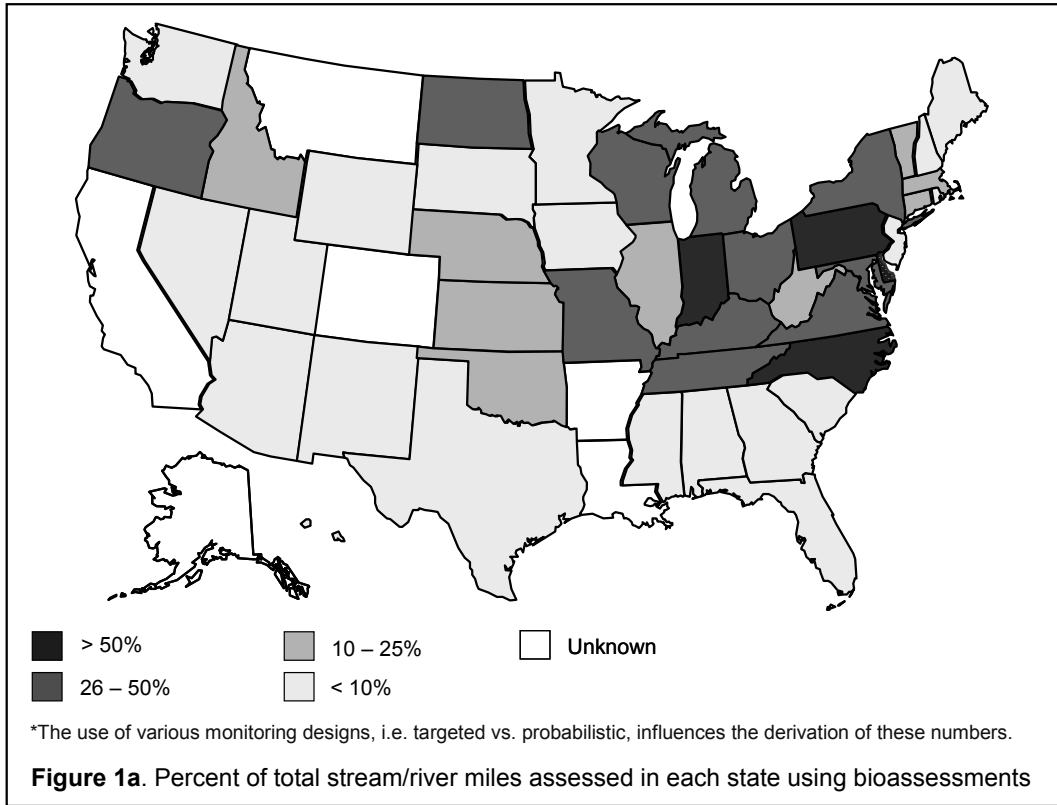 > 50%
10 – 25%
Unknown
26 – 50%
< 10%
*The use of various monitoring designs, i.e. targeted vs. probabilistic, influences the derivation of these numbers.
Figure 1a. Percent of total stream/river miles assessed in each state using bioassessments